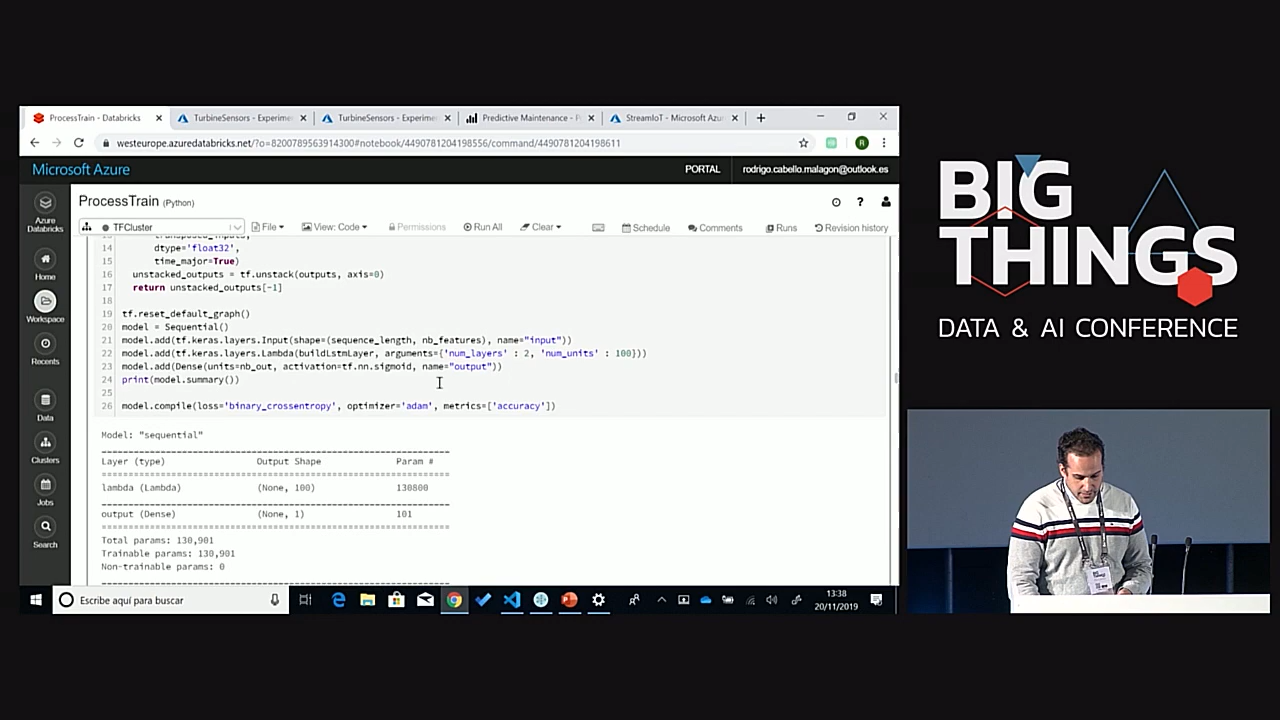 ProcessTrain - Databricks
TurbineSensors - Experime
TurbineSensors - Experime
Predictive Maintenance - P
StreamIoT - Microsoft Azu
westeurope.azuredatabricks.net/?o=8200789563914300#notebook/4490781204198556/command/4490781204198611
R
Microsoft Azure
PORTAL
rodrigo.cabello.malagon@outlook.es
Azure Databricks
Home
Workspace
Recents
Data
Clusters
Jobs
Search
ProcessTrain (Python)
TFCluster
File
View: Code
Permissions
Run All
Clear
Schedule
Comments
Runs
Revision history
14 dtype='float32',
15 time_major=True)
16 unstacked_outputs = tf.unstack(outputs, axis=0)
17 return unstacked_outputs[-1]
18
19 tf.reset_default_graph()
20 model = Sequential()
21 model.add(tf.keras.layers.Input(shape=(sequence_length, nb_features), name="input"))
22 model.add(tf.keras.layers.Lambda(buildLstmLayer, arguments={'num_layers' : 2, 'num_units' : 100}))
23 model.add(Dense(units=nb_out, activation=tf.nn.sigmoid, name="output"))
24 print(model.summary())
25
26 model.compile(loss='binary_crossentropy', optimizer='adam', metrics=['accuracy'])
Model: "sequential"
Layer (type) Output Shape Param #
lambda (Lambda) (None, 100) 130800
output (Dense) (None, 1) 101
Total params: 130,901
Trainable params: 130,901
Non-trainable params: 0
Escribe aquí para buscar
13:38
20/11/2019
BIG
THINGS
DATA & AI CONFERENCE